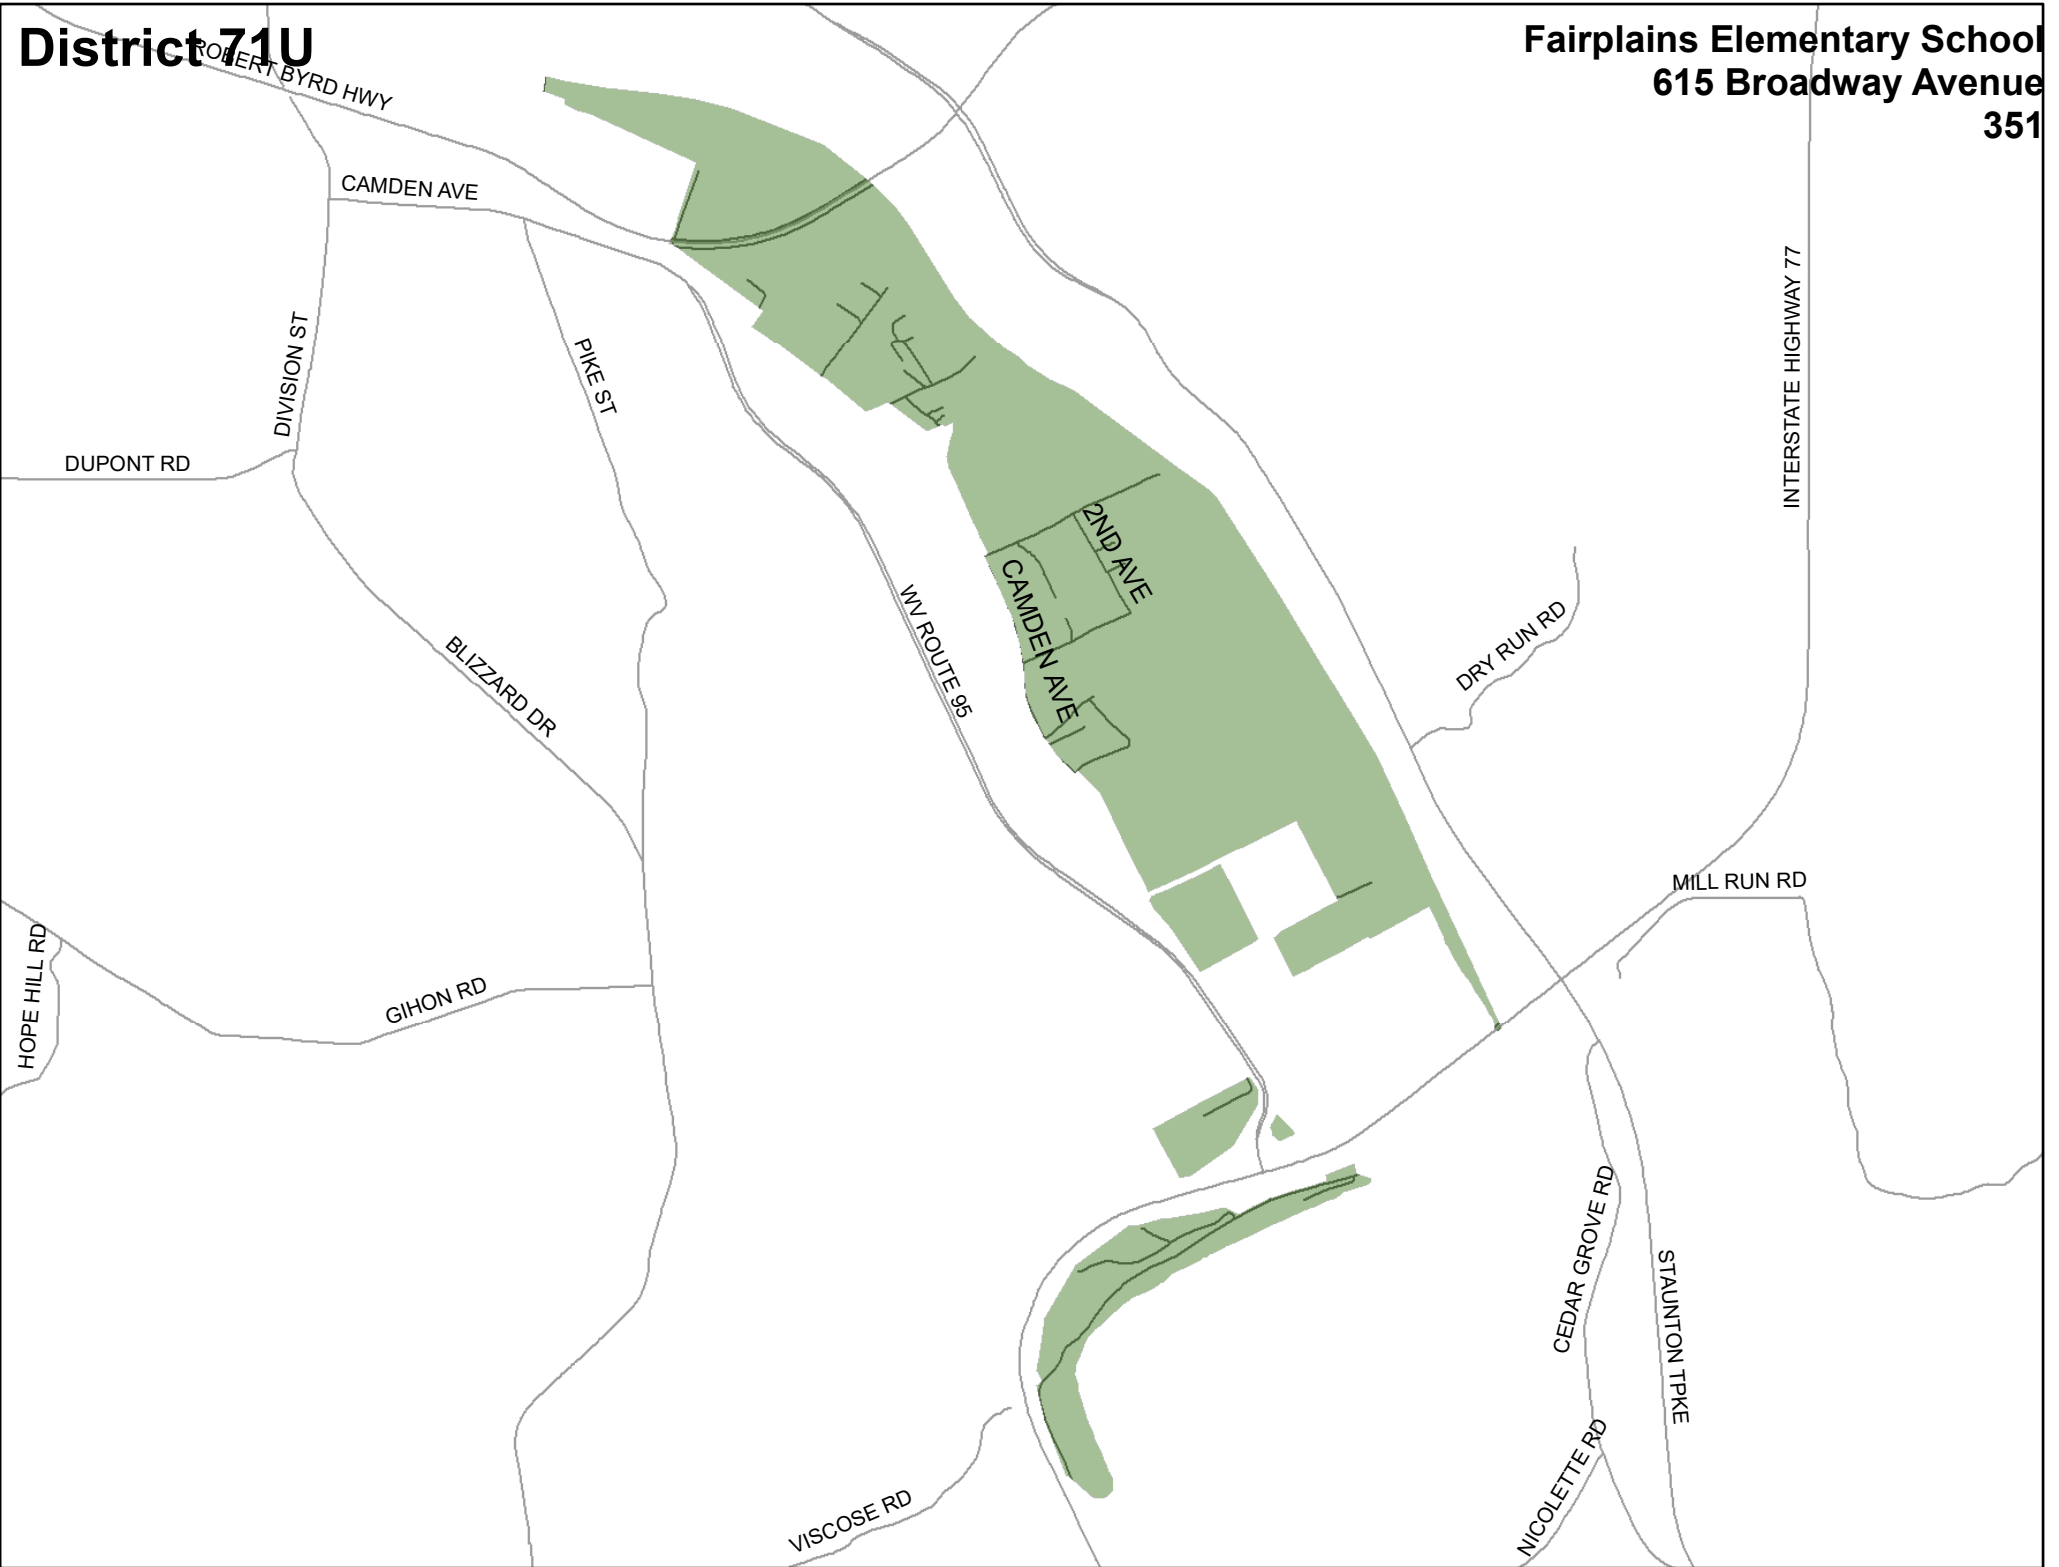 District 71U
Fairplains Elementary School
615 Broadway Avenue
351
ROBERT BYRD HWY
CAMDEN AVE
DIVISION ST
PIKE ST
DUPONT RD
INTERSTATE HIGHWAY 77
2ND AVE
CAMDEN AVE
WV ROUTE 95
DRY RUN RD
BLIZZARD DR
MILL RUN RD
HOPE HILL RD
GIHON RD
CEDAR GROVE RD
STAUNTON TPKE
NICOLETTE RD
VISCOSE RD